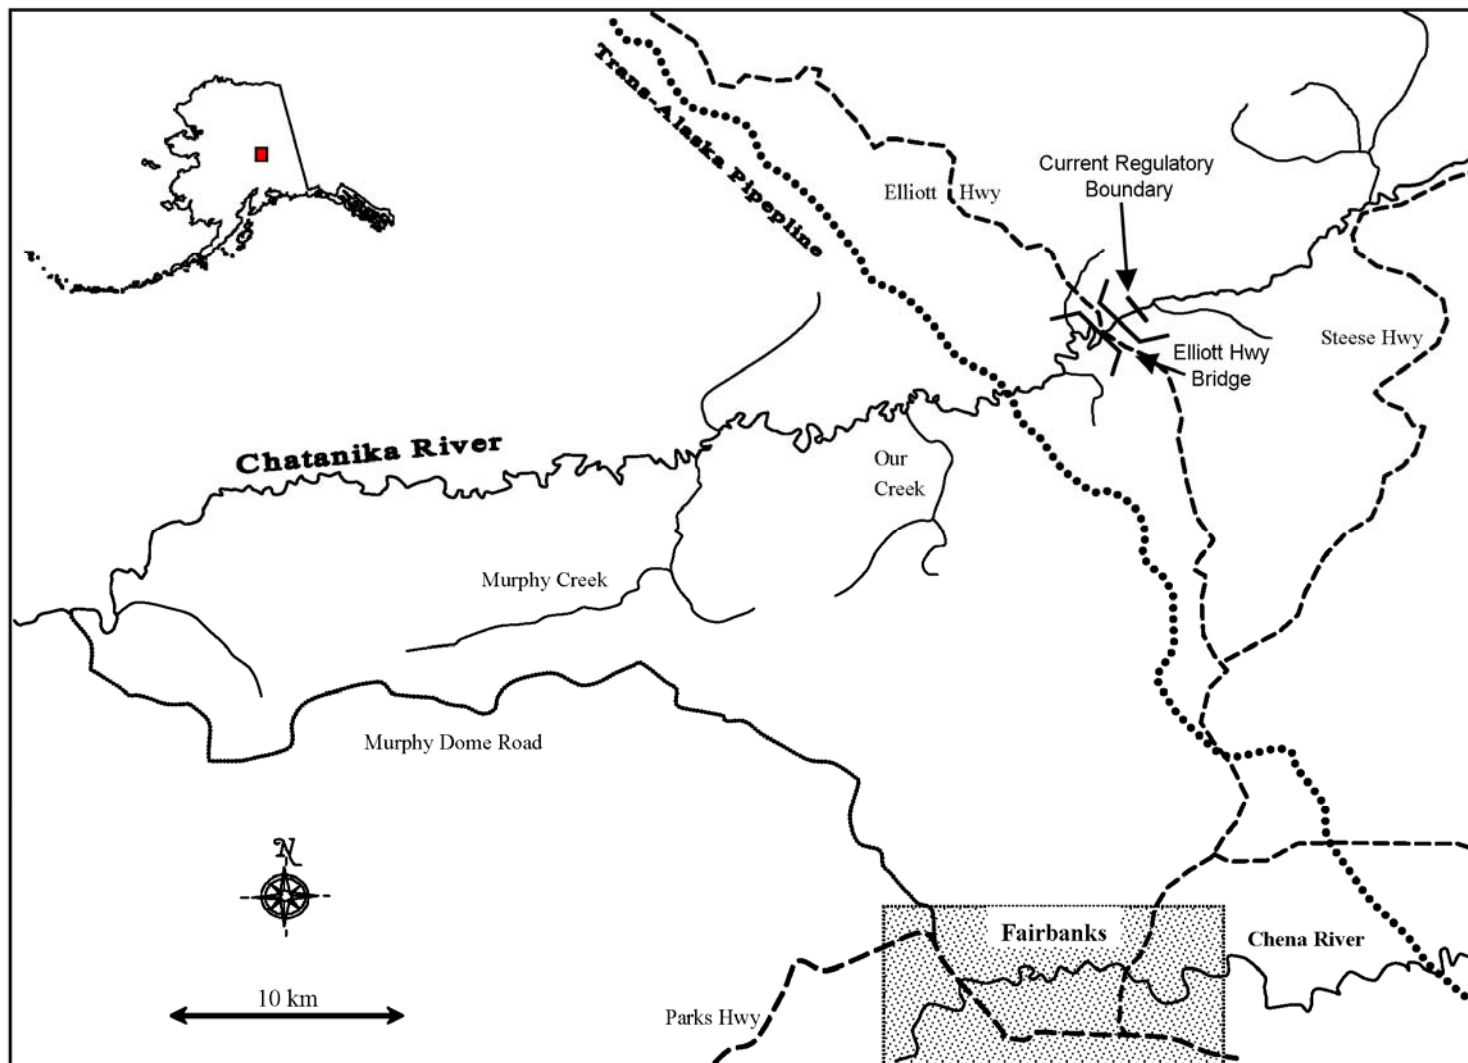 Trans-Alaska Pipepline
Current Regulatory
Boundary
Elliott Hwy
Steese Hwy
Elliott Hwy
Bridge
Chatanika River
Our
Creek
Murphy Creek
Murphy Dome Road
N
Fairbanks
Chena River
10 km
Parks Hwy